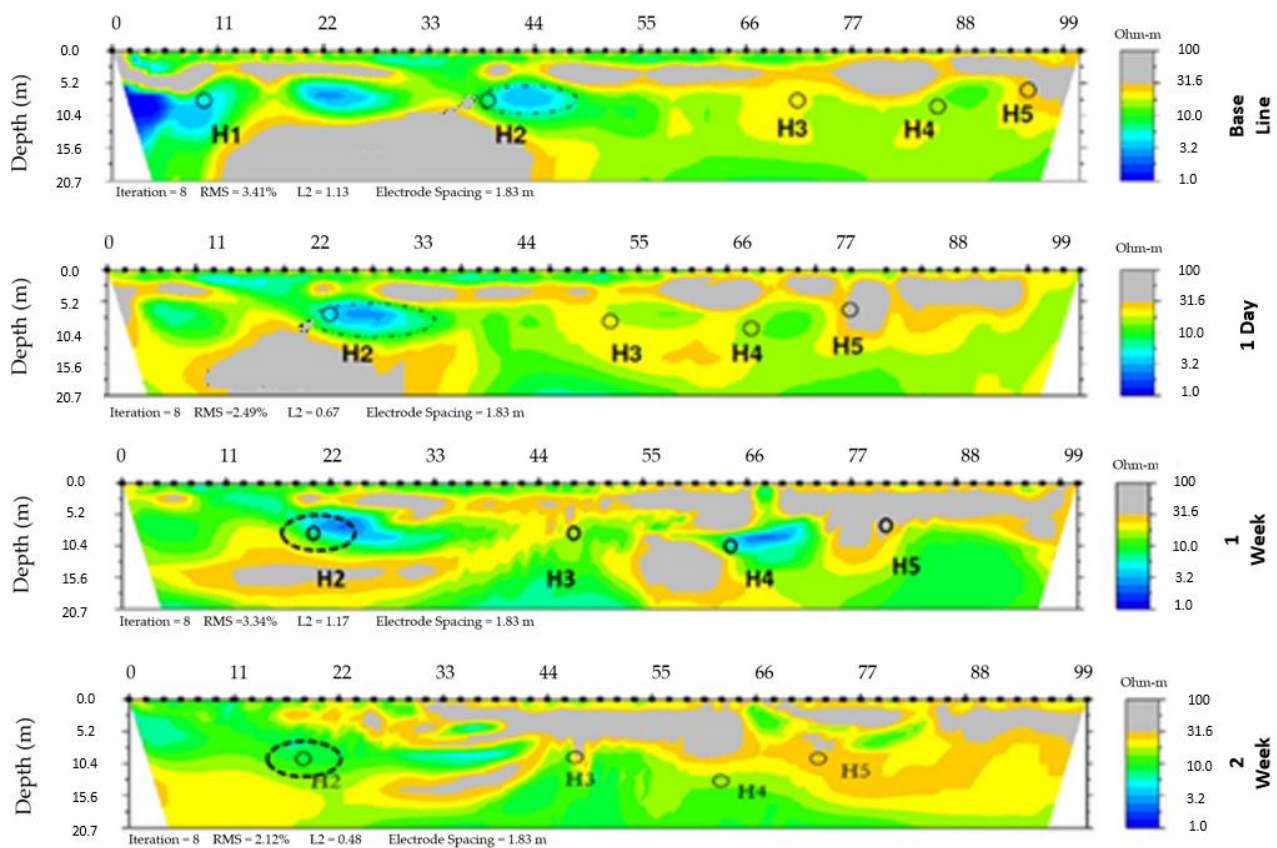 0 11 22 33 44 55 66 77 88 99
Ohm-m
0.0
5.2
10.4
15.6
20.7
Depth (m)
H1
H2
H3
H4
H5
100
31.6
10.0
3.2
1.0
Base
Line
Iteration = 8 RMS = 3.41% L2 = 1.13 Electrode Spacing = 1.83 m
0 11 22 33 44 55 66 77 88 99
Ohm-m
0.0
5.2
10.4
15.6
20.7
Depth (m)
H2
H3
H4
H5
100
31.6
10.0
3.2
1.0
1 Day
Iteration = 8 RMS =2.49% L2 = 0.67 Electrode Spacing = 1.83 m
0 11 22 33 44 55 66 77 88 99
Ohm-m
0.0
5.2
10.4
15.6
20.7
Depth (m)
H2
H3
H4
H5
100
31.6
10.0
3.2
1.0
1
Week
Iteration = 8 RMS =3.34% L2 = 1.17 Electrode Spacing = 1.83 m
0 11 22 33 44 55 66 77 88 99
Ohm-m
0.0
5.2
10.4
15.6
20.7
Depth (m)
H2
H3
H4
H5
100
31.6
10.0
3.2
1.0
2
Week
Iteration = 8 RMS = 2.12% L2 = 0.48 Electrode Spacing = 1.83 m